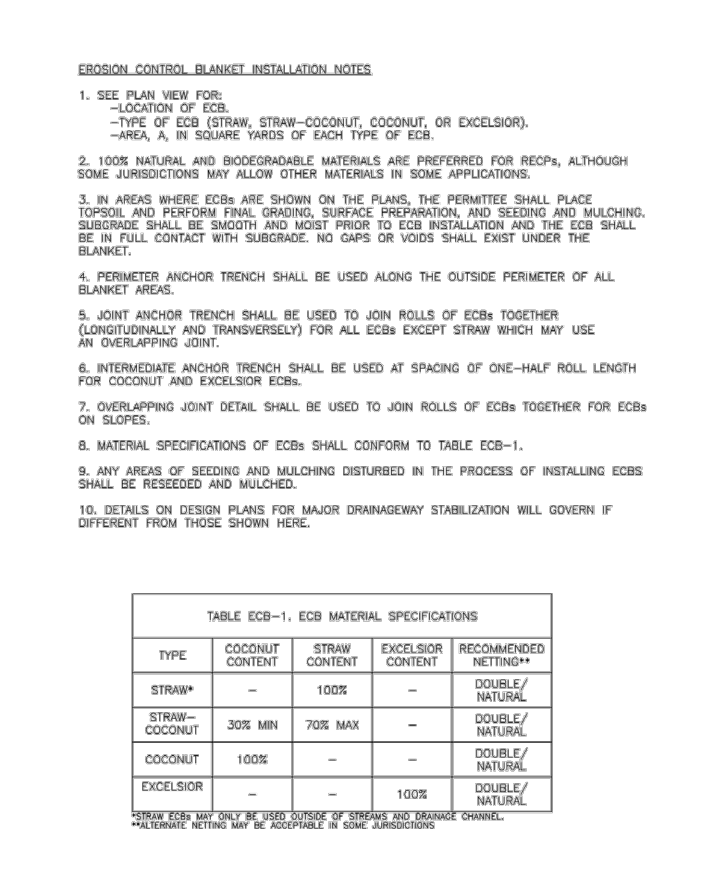 EROSION CONTROL BLANKET INSTALLATION NOTES
1. SEE PLAN VIEW FOR:
-LOCATION OF ECB.
-TYPE OF ECB (STRAW, STRAW-COCONUT, COCONUT, OR EXCELSIOR).
-AREA, A, IN SQUARE YARDS OF EACH TYPE OF ECB.
2. 100% NATURAL AND BIODEGRADABLE MATERIALS ARE PREFERRED FOR RECPs, ALTHOUGH
SOME JURISDICTIONS MAY ALLOW OTHER MATERIALS IN SOME APPLICATIONS.
3. IN AREAS WHERE ECBs ARE SHOWN ON THE PLANS, THE PERMITTEE SHALL PLACE
TOPSOIL AND PERFORM FINAL GRADING, SURFACE PREPARATION, AND SEEDING AND MULCHING.
SUBGRADE SHALL BE SMOOTH AND MOIST PRIOR TO ECB INSTALLATION AND THE ECB SHALL
BE IN FULL CONTACT WITH SUBGRADE. NO GAPS OR VOIDS SHALL EXIST UNDER THE
BLANKET.
4. PERIMETER ANCHOR TRENCH SHALL BE USED ALONG THE OUTSIDE PERIMETER OF ALL
BLANKET AREAS.
5. JOINT ANCHOR TRENCH SHALL BE USED TO JOIN ROLLS OF ECBs TOGETHER
(LONGITUDINALLY AND TRANSVERSELY) FOR ALL ECBs EXCEPT STRAW WHICH MAY USE
AN OVERLAPPING JOINT.
6. INTERMEDIATE ANCHOR TRENCH SHALL BE USED AT SPACING OF ONE-HALF ROLL LENGTH
FOR COCONUT AND EXCELSIOR ECBs.
7. OVERLAPPING JOINT DETAIL SHALL BE USED TO JOIN ROLLS OF ECBs TOGETHER FOR ECBs
ON SLOPES.
8. MATERIAL SPECIFICATIONS OF ECBs SHALL CONFORM TO TABLE ECB-1.
9. ANY AREAS OF SEEDING AND MULCHING DISTURBED IN THE PROCESS OF INSTALLING ECBS
SHALL BE RESEEDED AND MULCHED.
10. DETAILS ON DESIGN PLANS FOR MAJOR DRAINAGEWAY STABILIZATION WILL GOVERN IF
DIFFERENT FROM THOSE SHOWN HERE.
TABLE ECB-1. ECB MATERIAL SPECIFICATIONS
TYPE COCONUT CONTENT STRAW CONTENT EXCELSIOR CONTENT RECOMMENDED NETTING**
STRAW* - 100% - DOUBLE/ NATURAL
STRAW- COCONUT 30% MIN 70% MAX - DOUBLE/ NATURAL
COCONUT 100% - - DOUBLE/ NATURAL
EXCELSIOR - - 100% DOUBLE/ NATURAL
*STRAW ECBs MAY ONLY BE USED OUTSIDE OF STREAMS AND DRAINAGE CHANNEL.
**ALTERNATE NETTING MAY BE ACCEPTABLE IN SOME JURISDICTIONS